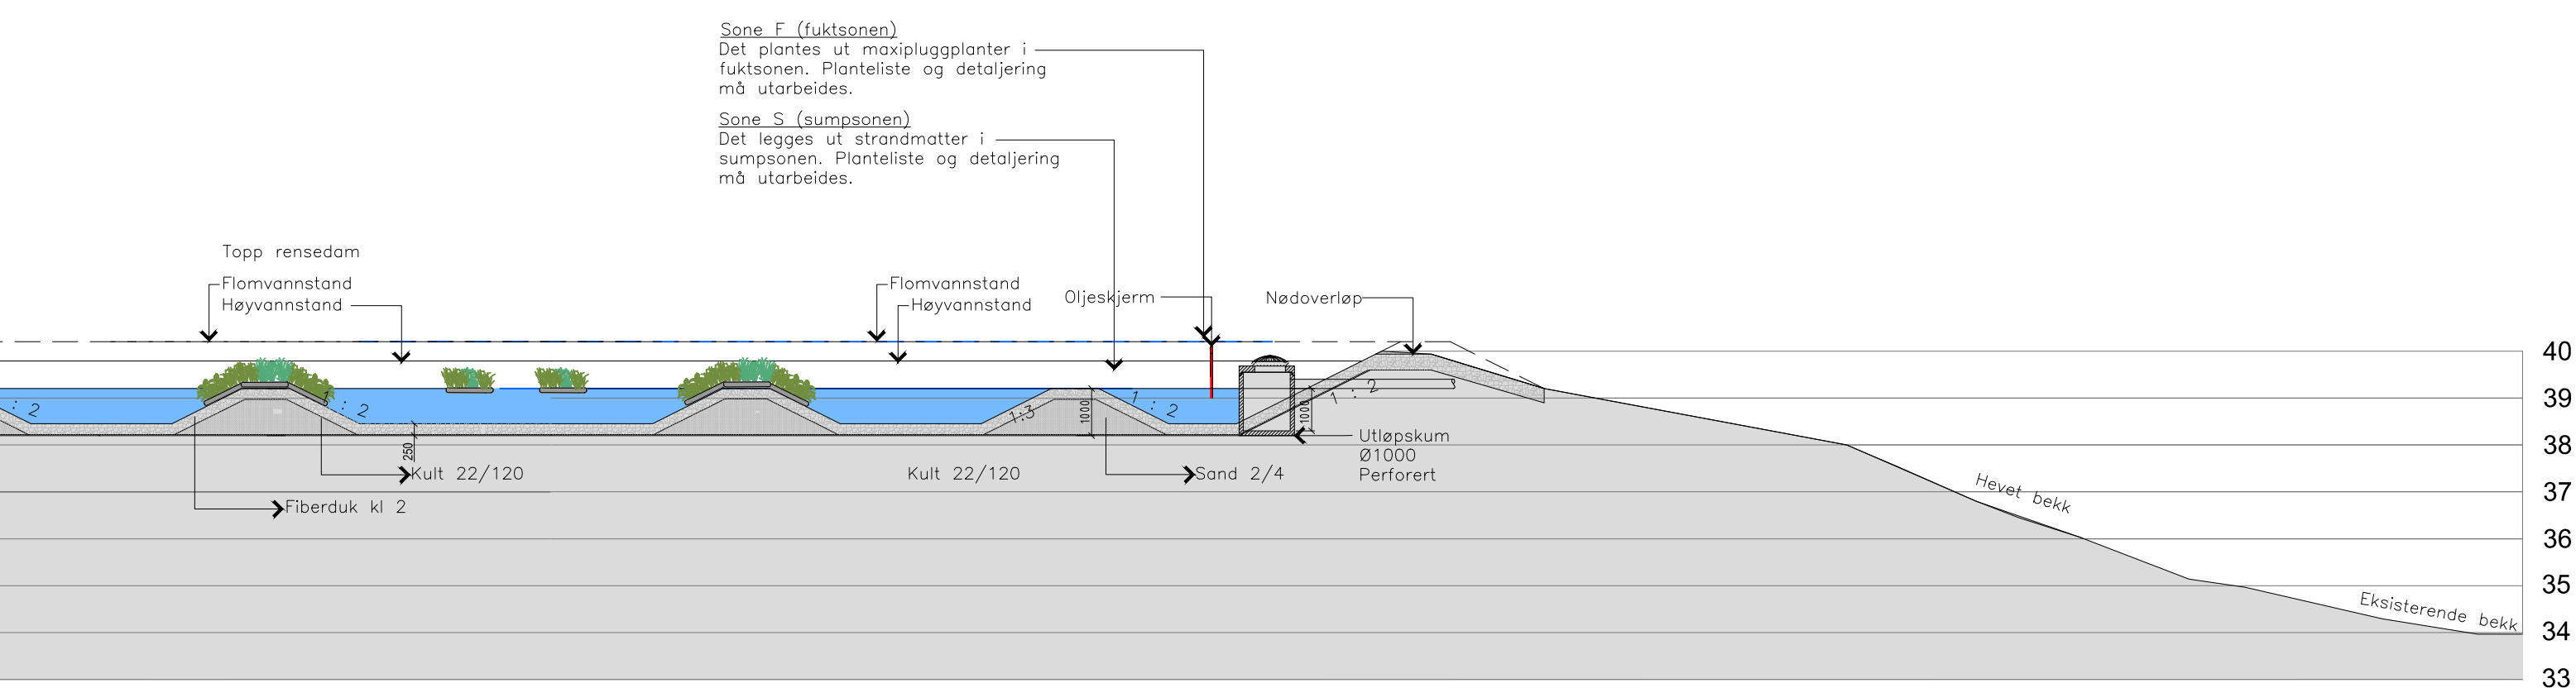 Sone F (fuktsonen)
Det plantes ut maxipluggplanter i
fuktsonen. Planteliste og detaljering
må utarbeides.
Sone S (sumpsonen)
Det legges ut strandmatter i
sumpsonen. Planteliste og detaljering
må utarbeides.
Topp rensedam
Flomvannstand
Høyvannstand
Flomvannstand
Høyvannstand
Oljeskjerm
Nødoverløp
40
39
38
37
36
35
34
33
: 2
1 : 2
1:3
1 : 2
1 : 2
1000
1000
250
Kult 22/120
Fiberduk kl 2
Kult 22/120
Sand 2/4
Utløpskum
Ø1000
Perforert
Hevet bekk
Eksisterende bekk